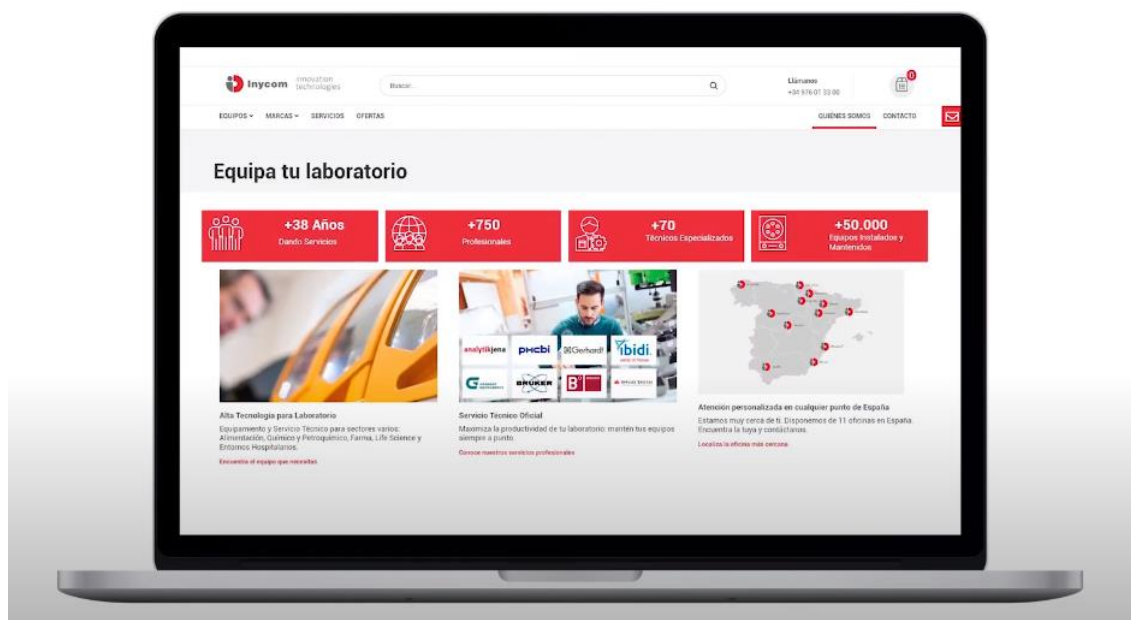 Inycom innovation technologies
Buscar...
Llámanos
+34 976 01 33 00
0
EQUIPOS MARCAS SERVICIOS OFERTAS
QUIÉNES SOMOS CONTACTO
Equipa tu laboratorio
+38 Años
Dando Servicios
+750
Profesionales
+70
Técnicos Especializados
+50.000
Equipos Instalados y
Mantenidos
analytikjena PHCbi Gerhardt ibidi
BRUKER
Alta Tecnología para Laboratorio
Equipamiento y Servicio Técnico para sectores
varios:
Alimentación, Químico y Petroquímico, Farma, Life Science y
Entornos Hospitalarios.
Encuentra el equipo que necesitas
Servicio Técnico Oficial
Maximiza la productividad de tu laboratorio: mantén tus equipos
siempre a punto.
Conoce nuestros servicios profesionales
Atención personalizada en cualquier punto de España
Estamos muy cerca de ti. Disponemos de 11 oficinas en España.
Encuentra la tuya y contáctanos.
Localiza la oficina más cercana